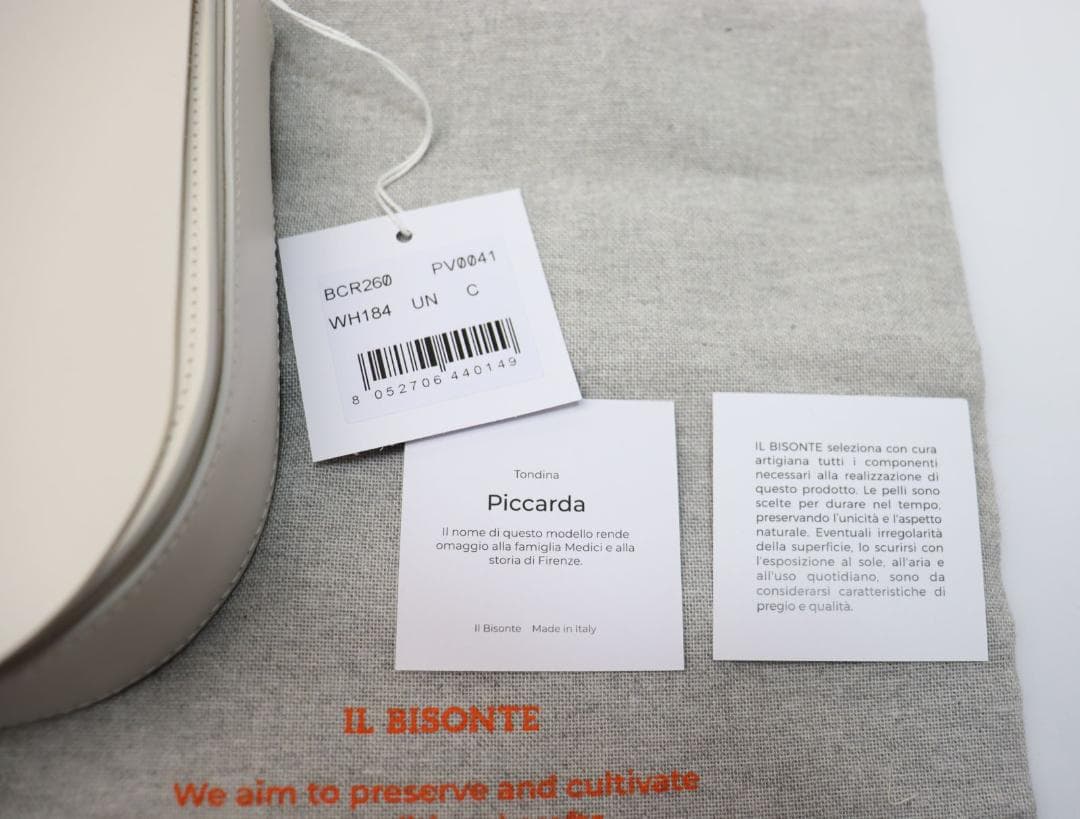 BCR260 PV0041
WH184 UN C
8 052706 440149
Tondina
Piccarda
Il nome di questo modello rende
omaggio alla famiglia Medici e alla
storia di Firenze.
Il Bisonte Made in Italy
IL BISONTE seleziona con cura
artigiana tutti i componenti
necessari alla realizzazione di
questo prodotto. Le pelli sono
scelte per durare nel tempo,
preservando l'unicità e l'aspetto
naturale. Eventuali irregolarità
della superficie, lo scurirsi con
l'esposizione al sole, all'aria e
all'uso quotidiano, sono da
considerarsi caratteristiche di
pregio e qualità.
IL BISONTE
We aim to preserve and cultivate